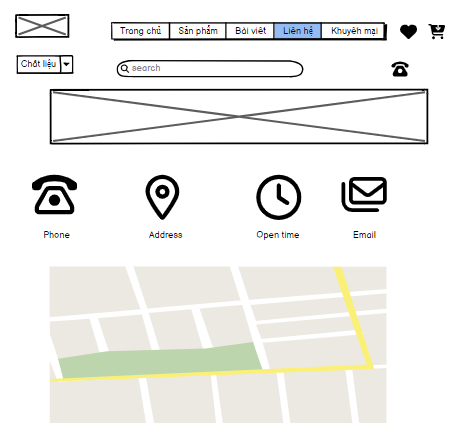 Trang chủ
Sản phẩm
Bài viết
Liên hệ
Khuyến mại
Chất liệu
search
Phone
Address
Open time
Email